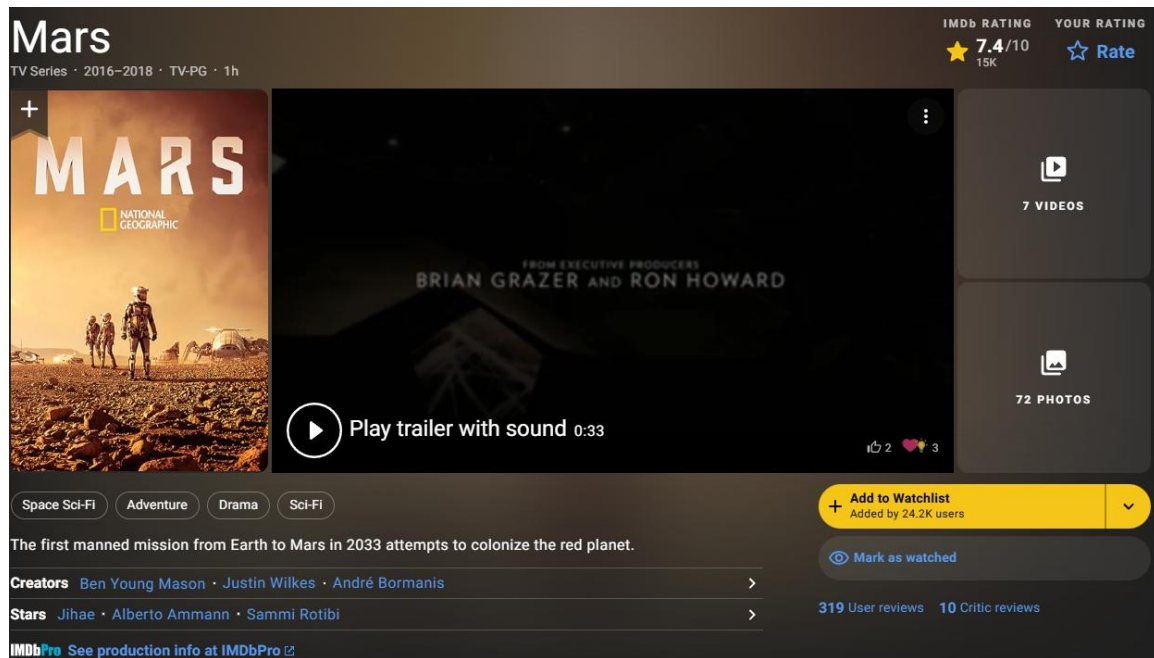 Mars
TV Series · 2016–2018 · TV-PG · 1h
IMDb RATING
7.4/10
15K
YOUR RATING
Rate
MARS
NATIONAL
GEOGRAPHIC
FROM EXECUTIVE PRODUCERS
BRIAN GRAZER AND RON HOWARD
Play trailer with sound 0:33
2 3
7 VIDEOS
72 PHOTOS
Space Sci-Fi Adventure Drama Sci-Fi
The first manned mission from Earth to Mars in 2033 attempts to colonize the red planet.
Creators Ben Young Mason · Justin Wilkes · André Bormanis
Stars Jihae · Alberto Ammann · Sammi Rotibi
IMDbPro See production info at IMDbPro
Add to Watchlist
Added by 24.2K users
Mark as watched
319 User reviews 10 Critic reviews